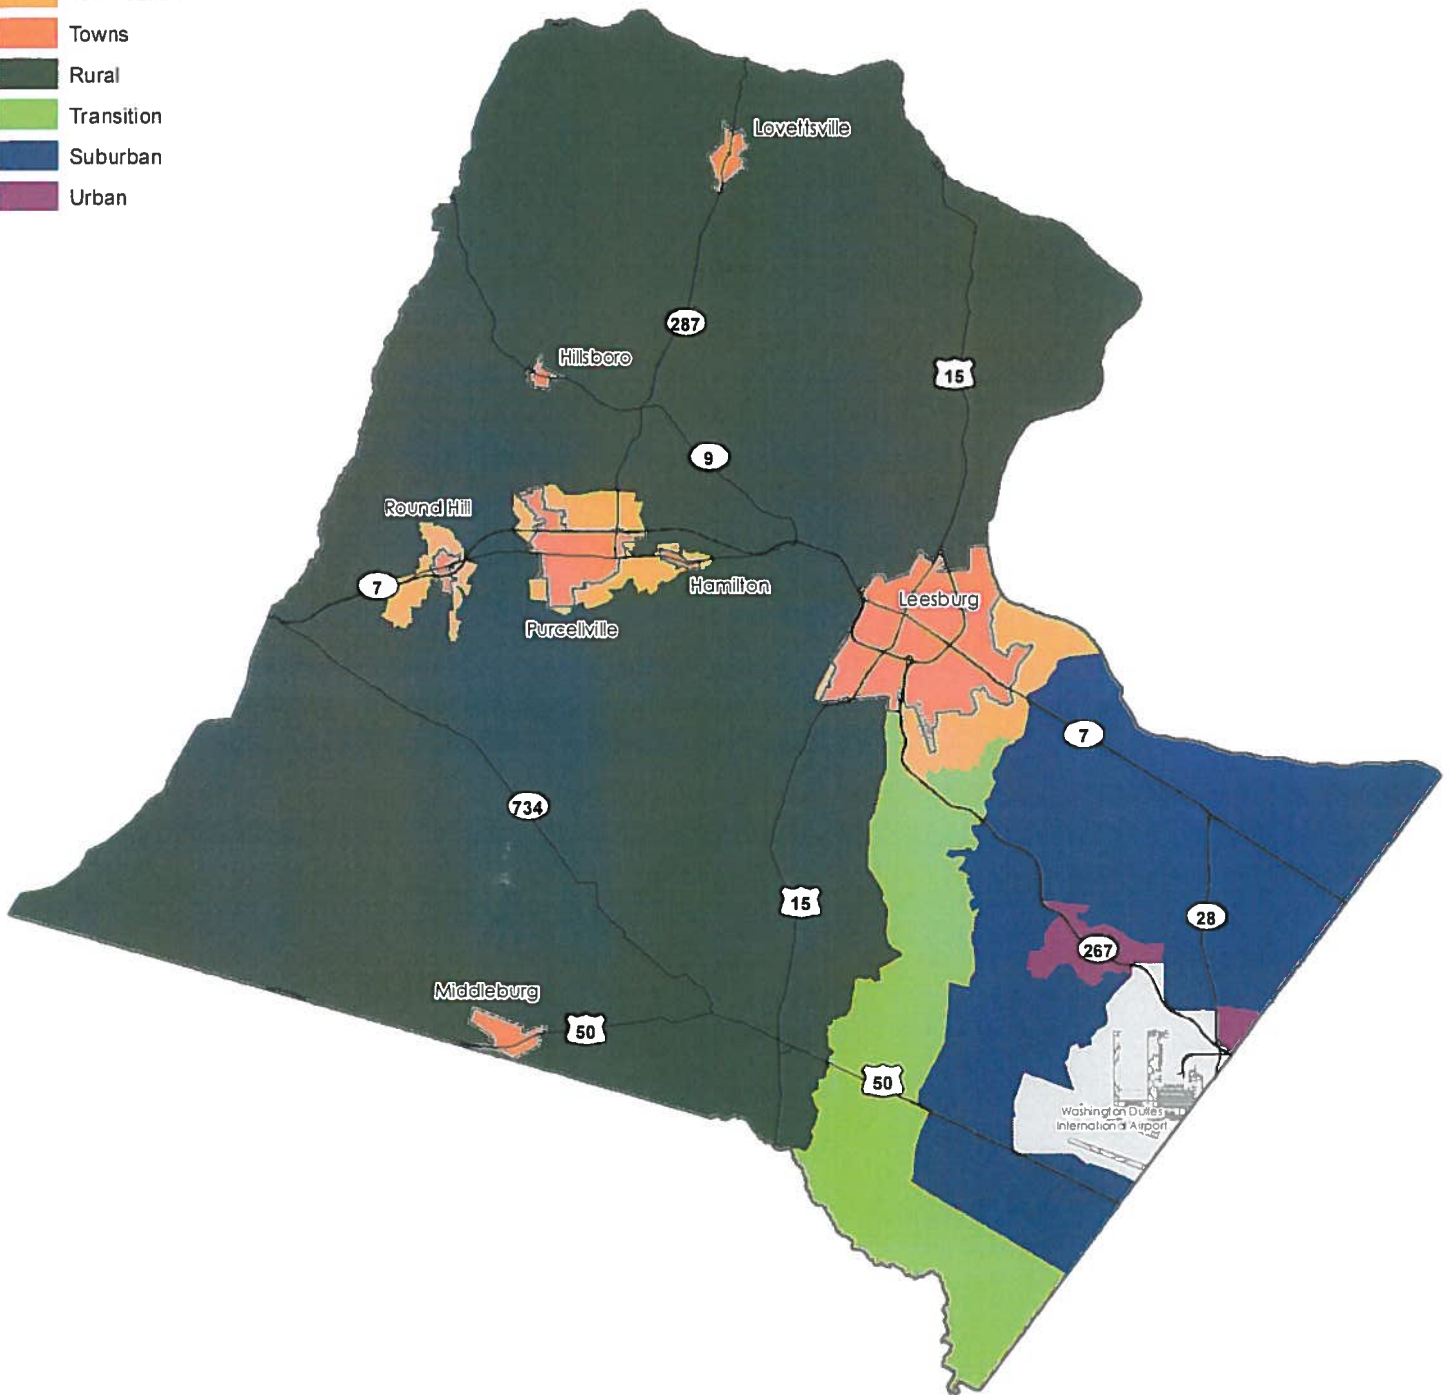 Towns
Rural
Transition
Suburban
Urban
Lovettsville
287
Hillsboro
15
9
Round Hill
7
Hamilton
Leesburg
Purcellville
7
734
15
28
267
Middleburg
50
50
Washington Dulles
International Airport